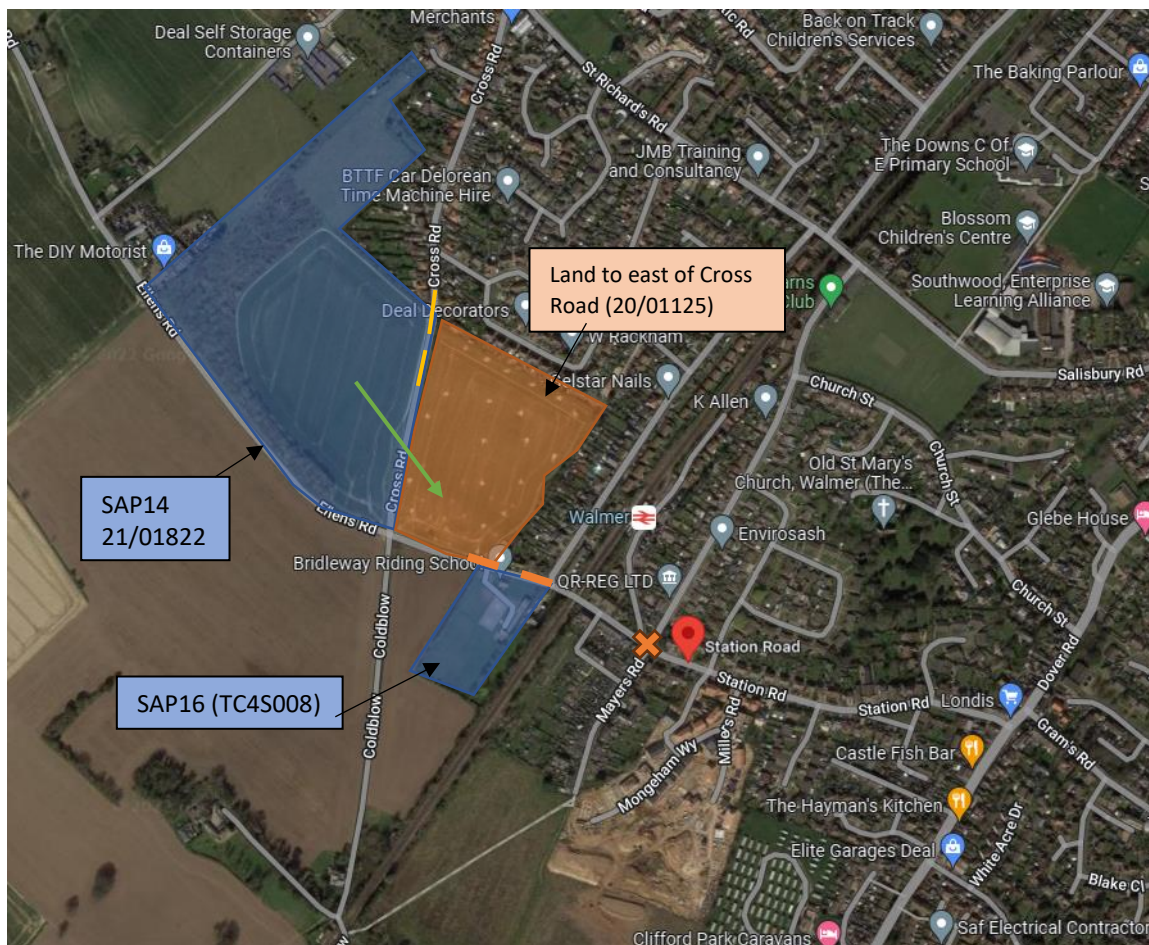 Merchants
Deal Self Storage
Containers
Cross Rd
St Richard's Rd
Back on Track
Children's Services
The Baking Parlour
JMB Training
and Consultancy
The Downs C Of
E Primary School
BTTF Car Delorean
Time Machine Hire
Blossom
Children's Centre
The DIY Motorist
Cross Rd
Land to east of Cross
Road (20/01125)
Southwood, Enterprise
Learning Alliance
Ellens Rd
Deal Decorators
W Rackham
Salisbury Rd
K Allen
Church St
Cross Rd
Old St Mary's
Church, Walmer (The...
Church St
SAP14
21/01822
Ellens Rd
Walmer
Envirosash
Glebe House
Bridleway Riding School
QR-REG LTD
Church St
Coldblow
Station Road
Dover Rd
SAP16 (TC4S008)
Mayers Rd
Station Rd
Station Rd
Londis
Gram's Rd
Millers Rd
Coldblow
Mongeham Wy
Castle Fish Bar
The Hayman's Kitchen
White Acre Dr
Elite Garages Deal
Blake Cl
Saf Electrical Contractor
Clifford Park Caravans